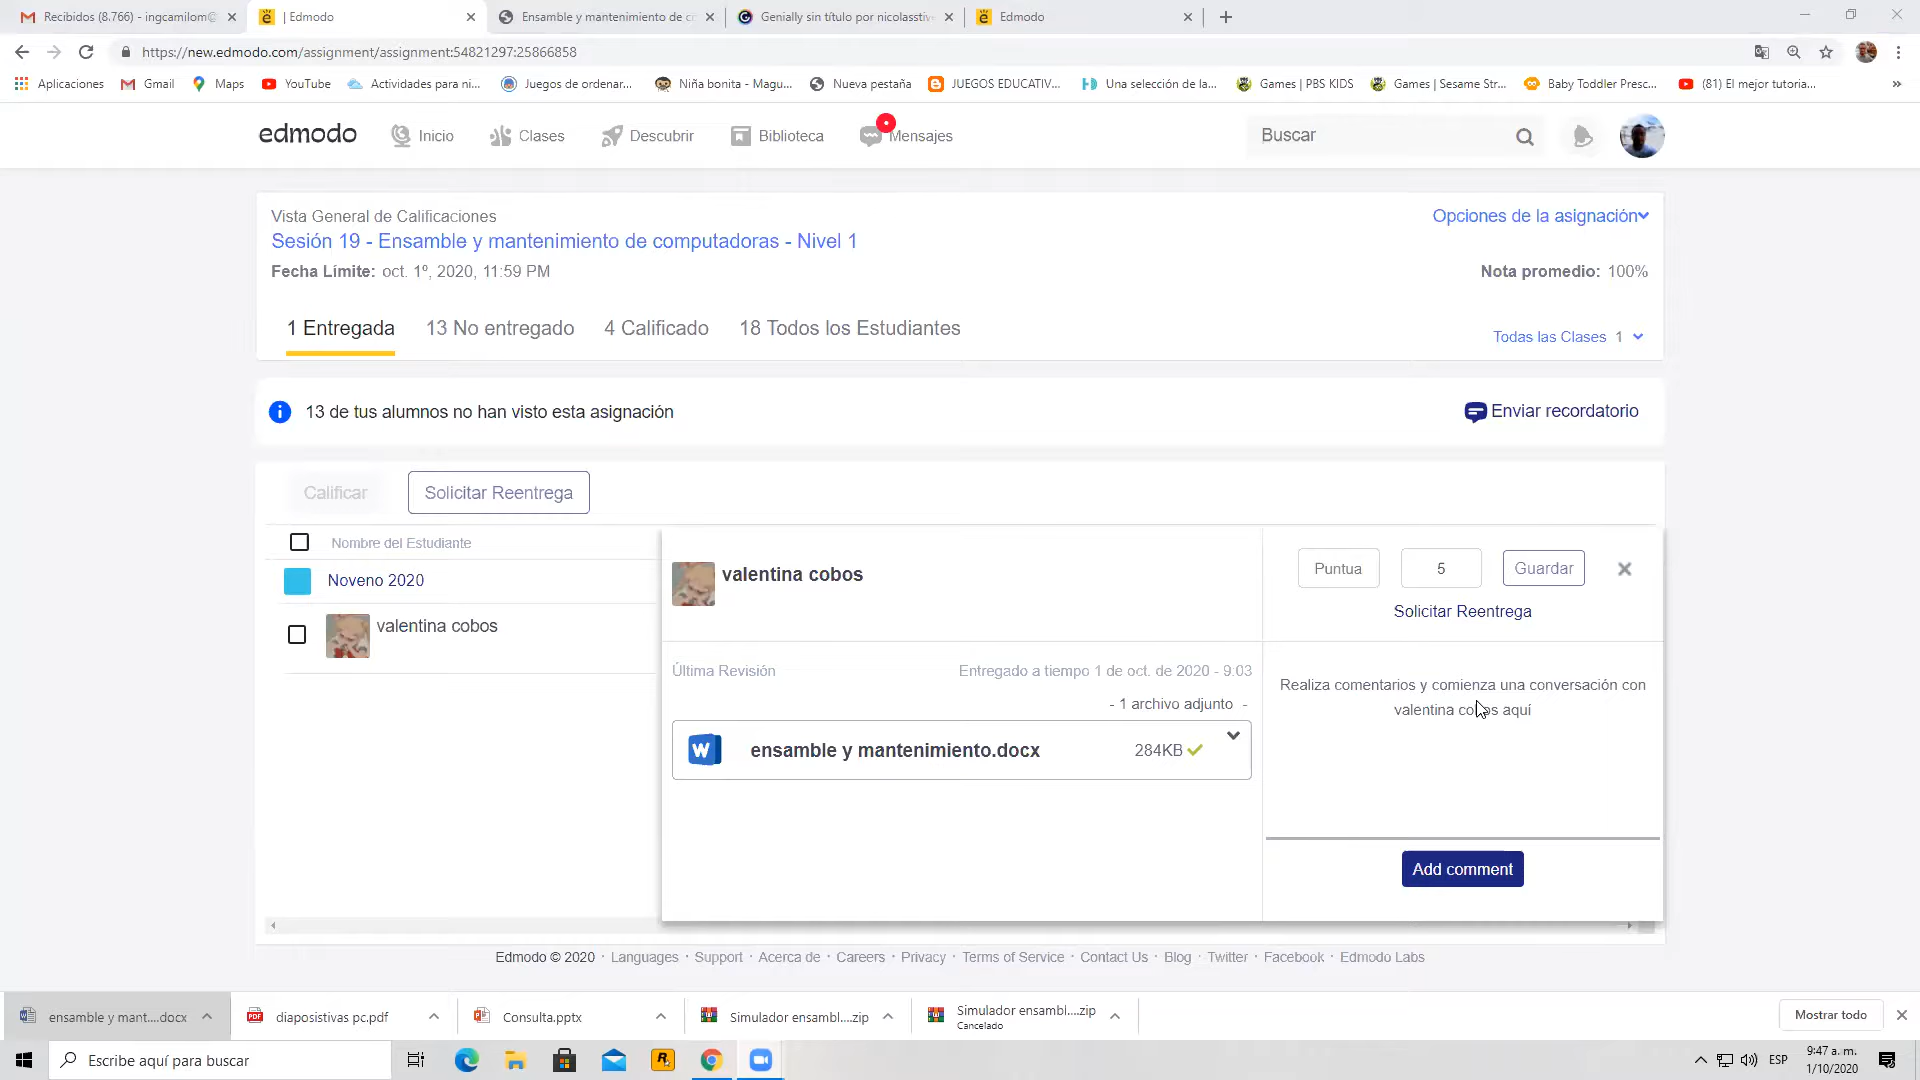 Recibidos (8.766) - ingcamilom@
| Edmodo
Ensamble y mantenimiento de c
Genially sin título por nicolasstiv
Edmodo
https://new.edmodo.com/assignment/assignment:54821297:25866858
Aplicaciones
Gmail
Maps
YouTube
Actividades para ni...
Juegos de ordenar...
Niña bonita - Magu...
Nueva pestaña
JUEGOS EDUCATIV...
Una selección de la...
Games | PBS KIDS
Games | Sesame Str...
Baby Toddler Presc...
(81) El mejor tutoria...
edmodo
Inicio
Clases
Descubrir
Biblioteca
Mensajes
Buscar
Vista General de Calificaciones
Opciones de la asignación
Sesión 19 - Ensamble y mantenimiento de computadoras - Nivel 1
Fecha Límite: oct. 1º, 2020, 11:59 PM
Nota promedio: 100%
1 Entregada
13 No entregado
4 Calificado
18 Todos los Estudiantes
Todas las Clases 1
13 de tus alumnos no han visto esta asignación
Enviar recordatorio
Calificar
Solicitar Reentrega
Nombre del Estudiante
Noveno 2020
valentina cobos
valentina cobos
Puntua
5
Guardar
Solicitar Reentrega
Última Revisión
Entregado a tiempo 1 de oct. de 2020 - 9:03
- 1 archivo adjunto -
ensamble y mantenimiento.docx
284KB
Realiza comentarios y comienza una conversación con
valentina cobos aquí
Add comment
Edmodo © 2020 · Languages · Support · Acerca de · Careers · Privacy · Terms of Service · Contact Us · Blog · Twitter · Facebook · Edmodo Labs
ensamble y mant....docx
diaposistivas pc.pdf
Consulta.pptx
Simulador ensambl....zip
Simulador ensambl....zip
Cancelado
Mostrar todo
Escribe aquí para buscar
ESP
9:47 a. m.
1/10/2020